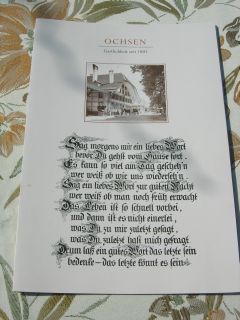 OCHSEN
Gastlichkeit seit 1891
Sag morgens mir ein liebes Wort
bevor Du gehst vom Hause fort.
Es kann so viel am Tag gescheh'n
wer weiß ob wir uns wiederseh'n.
Sag ein liebes Wort zur guten Nacht
wer weiß ob man noch früh erwacht
Das Leben ist so schnell vorbei,
und dann ist es nicht einerlei,
was Du zu mir zuletzt gesagt,
was Du zuletzt hast mich gefragt
Drum laß ein gutes Wort das letzte sein
bedenke – das letzte könnt es sein